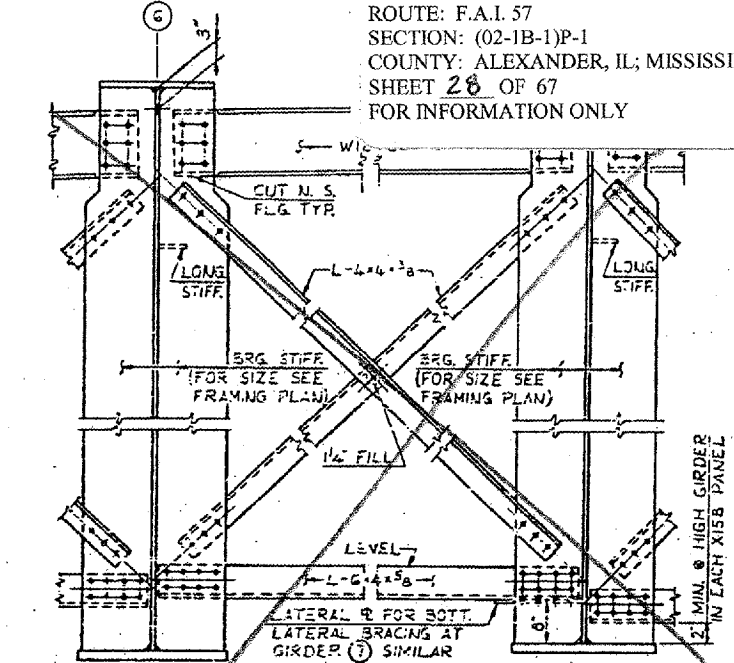 ROUTE: F.A.I. 57
SECTION: (02-1B-1)P-1
COUNTY: ALEXANDER, IL; MISSISSI
SHEET 28 OF 67
FOR INFORMATION ONLY
6
3"
CUT N. S.
FLG TYP.
LONG
STIFF.
L-4x4x3/8
LONG
STIFF.
BRG. STIFF.
(FOR SIZE SEE
FRAMING PLAN)
BRG. STIFF.
(FOR SIZE SEE
FRAMING PLAN)
1/4" FILL
LEVEL
L-6x4x5/8
LATERAL ℄ FOR BOTT.
LATERAL BRACING AT
GIRDER 7 SIMILAR
8"
2" MIN. @ HIGH GIRDER
IN EACH X15B PANEL